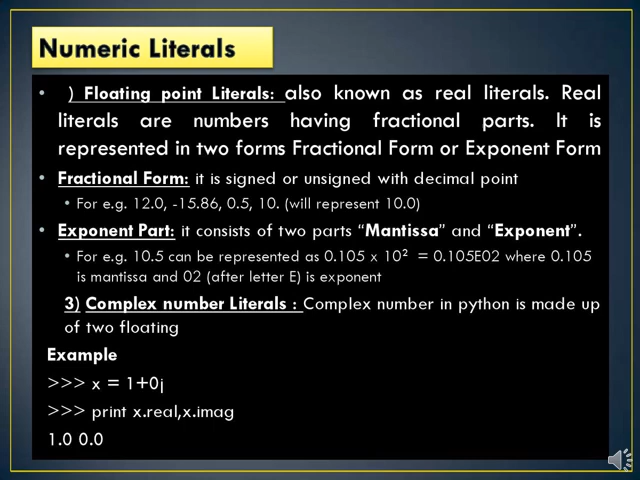 Numeric Literals
• ) Floating point Literals: also known as real literals. Real
literals are numbers having fractional parts. It is
represented in two forms Fractional Form or Exponent Form
• Fractional Form: it is signed or unsigned with decimal point
• For e.g. 12.0, -15.86, 0.5, 10. (will represent 10.0)
• Exponent Part: it consists of two parts “Mantissa” and “Exponent”.
• For e.g. 10.5 can be represented as 0.105 x 10² = 0.105E02 where 0.105
is mantissa and 02 (after letter E) is exponent
3) Complex number Literals : Complex number in python is made up
of two floating
Example
>>> x = 1+0j
>>> print x.real,x.imag
1.0 0.0